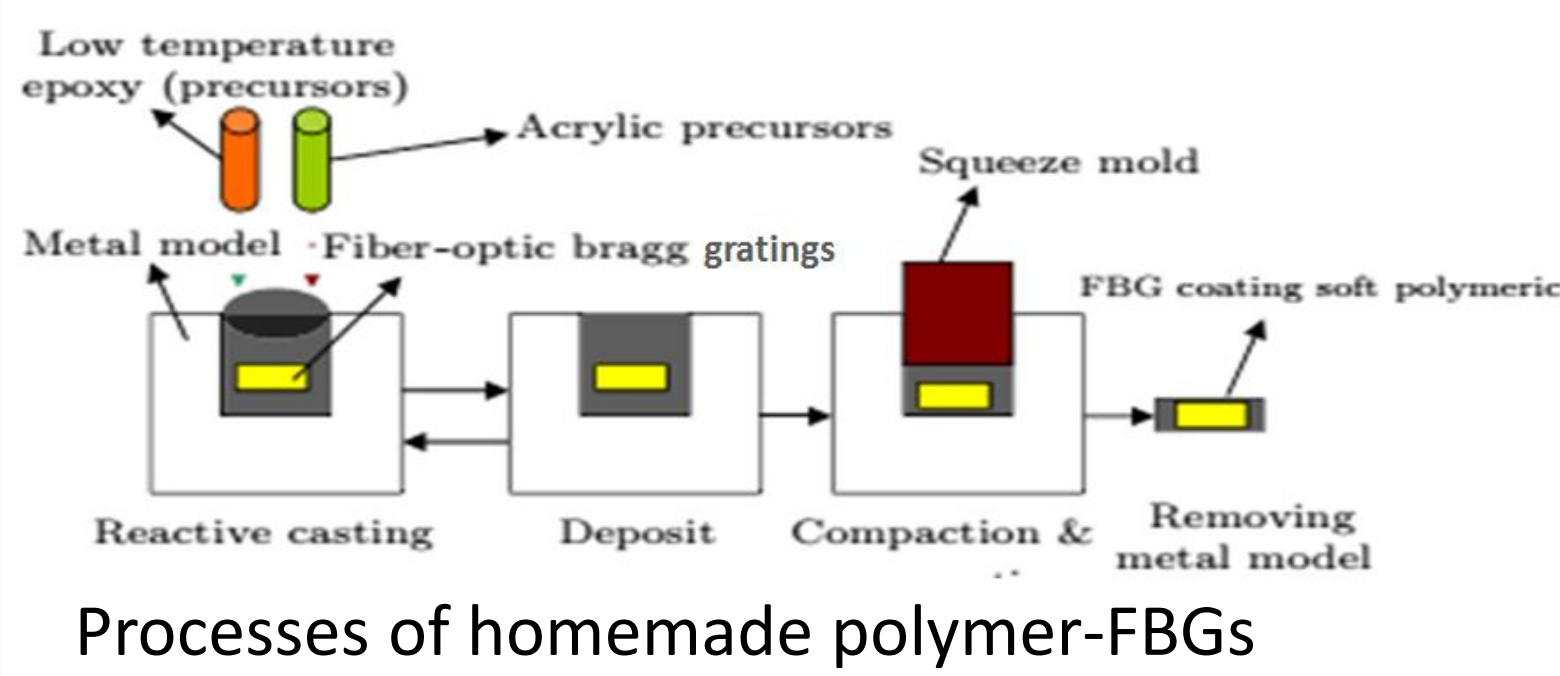 Low temperature
epoxy (precursors)
Acrylic precursors
Squeeze mold
Metal model
Fiber-optic bragg gratings
FBG coating soft polymeric
Reactive casting
Deposit
Compaction &
Removing
metal model
Processes of homemade polymer-FBGs